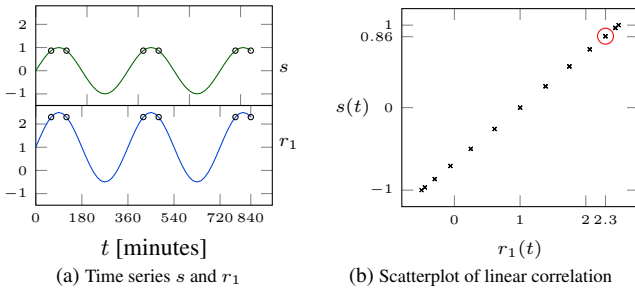 2
1
0
−1
s
2
1
0
−1
r1
0 180 360 540 720 840
t [minutes]
(a) Time series s and r1
1
0.86
0
−1
s(t)
0 1 2 2.3
r1(t)
(b) Scatterplot of linear correlation